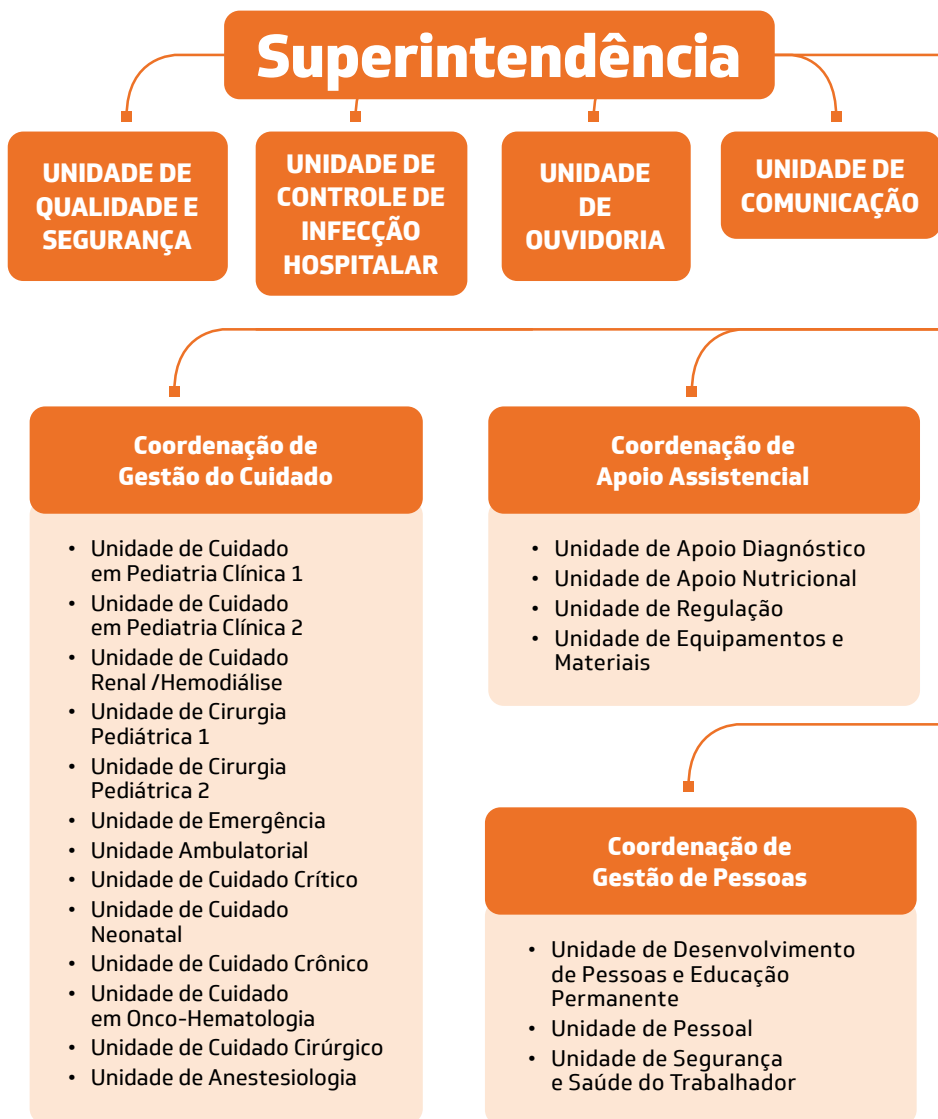 Superintendência
UNIDADE DE
QUALIDADE E
SEGURANÇA
UNIDADE DE
CONTROLE DE
INFECÇÃO
HOSPITALAR
UNIDADE
DE
OUVIDORIA
UNIDADE DE
COMUNICAÇÃO
Coordenação de
Gestão do Cuidado
• Unidade de Cuidado
em Pediatria Clínica 1
• Unidade de Cuidado
em Pediatria Clínica 2
• Unidade de Cuidado
Renal /Hemodiálise
• Unidade de Cirurgia
Pediátrica 1
• Unidade de Cirurgia
Pediátrica 2
• Unidade de Emergência
• Unidade Ambulatorial
• Unidade de Cuidado Crítico
• Unidade de Cuidado
Neonatal
• Unidade de Cuidado Crônico
• Unidade de Cuidado
em Onco-Hematologia
• Unidade de Cuidado Cirúrgico
• Unidade de Anestesiologia
Coordenação de
Apoio Assistencial
• Unidade de Apoio Diagnóstico
• Unidade de Apoio Nutricional
• Unidade de Regulação
• Unidade de Equipamentos e
Materiais
Coordenação de
Gestão de Pessoas
• Unidade de Desenvolvimento
de Pessoas e Educação
Permanente
• Unidade de Pessoal
• Unidade de Segurança
e Saúde do Trabalhador